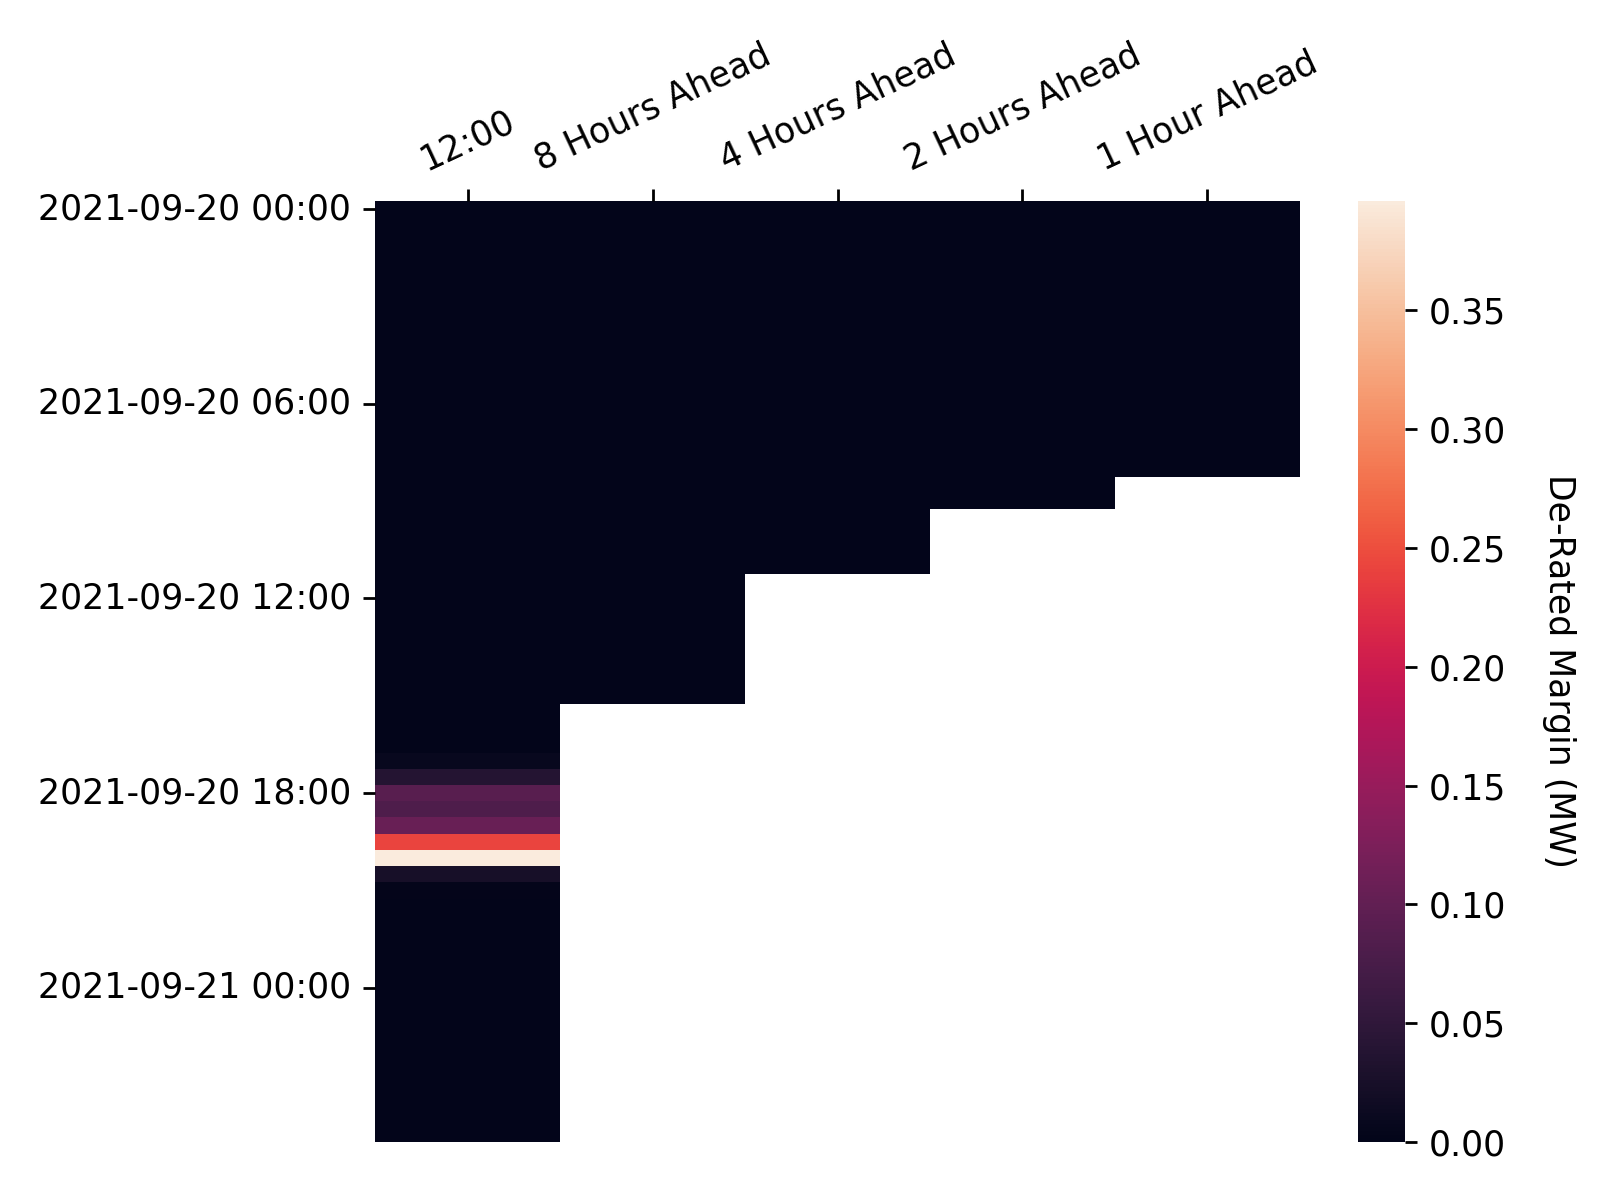 12:00
8 Hours Ahead
4 Hours Ahead
2 Hours Ahead
1 Hour Ahead
2021-09-20 00:00
2021-09-20 06:00
2021-09-20 12:00
2021-09-20 18:00
2021-09-21 00:00
0.35
0.30
0.25
0.20
0.15
0.10
0.05
0.00
De-Rated Margin (MW)